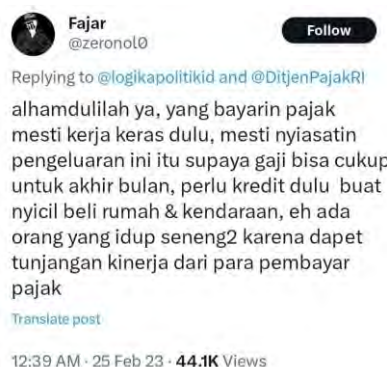 Fajar
@zeronol0
Follow
Replying to @logikapolitikid and @DitjenPajakRI
alhamdulilah ya, yang bayarin pajak
mesti kerja keras dulu, mesti nyiasatin
pengeluaran ini itu supaya gaji bisa cukup
untuk akhir bulan, perlu kredit dulu buat
nyicil beli rumah & kendaraan, eh ada
orang yang idup seneng2 karena dapet
tunjangan kinerja dari para pembayar
pajak
Translate post
12:39 AM · 25 Feb 23 · 44.1K Views